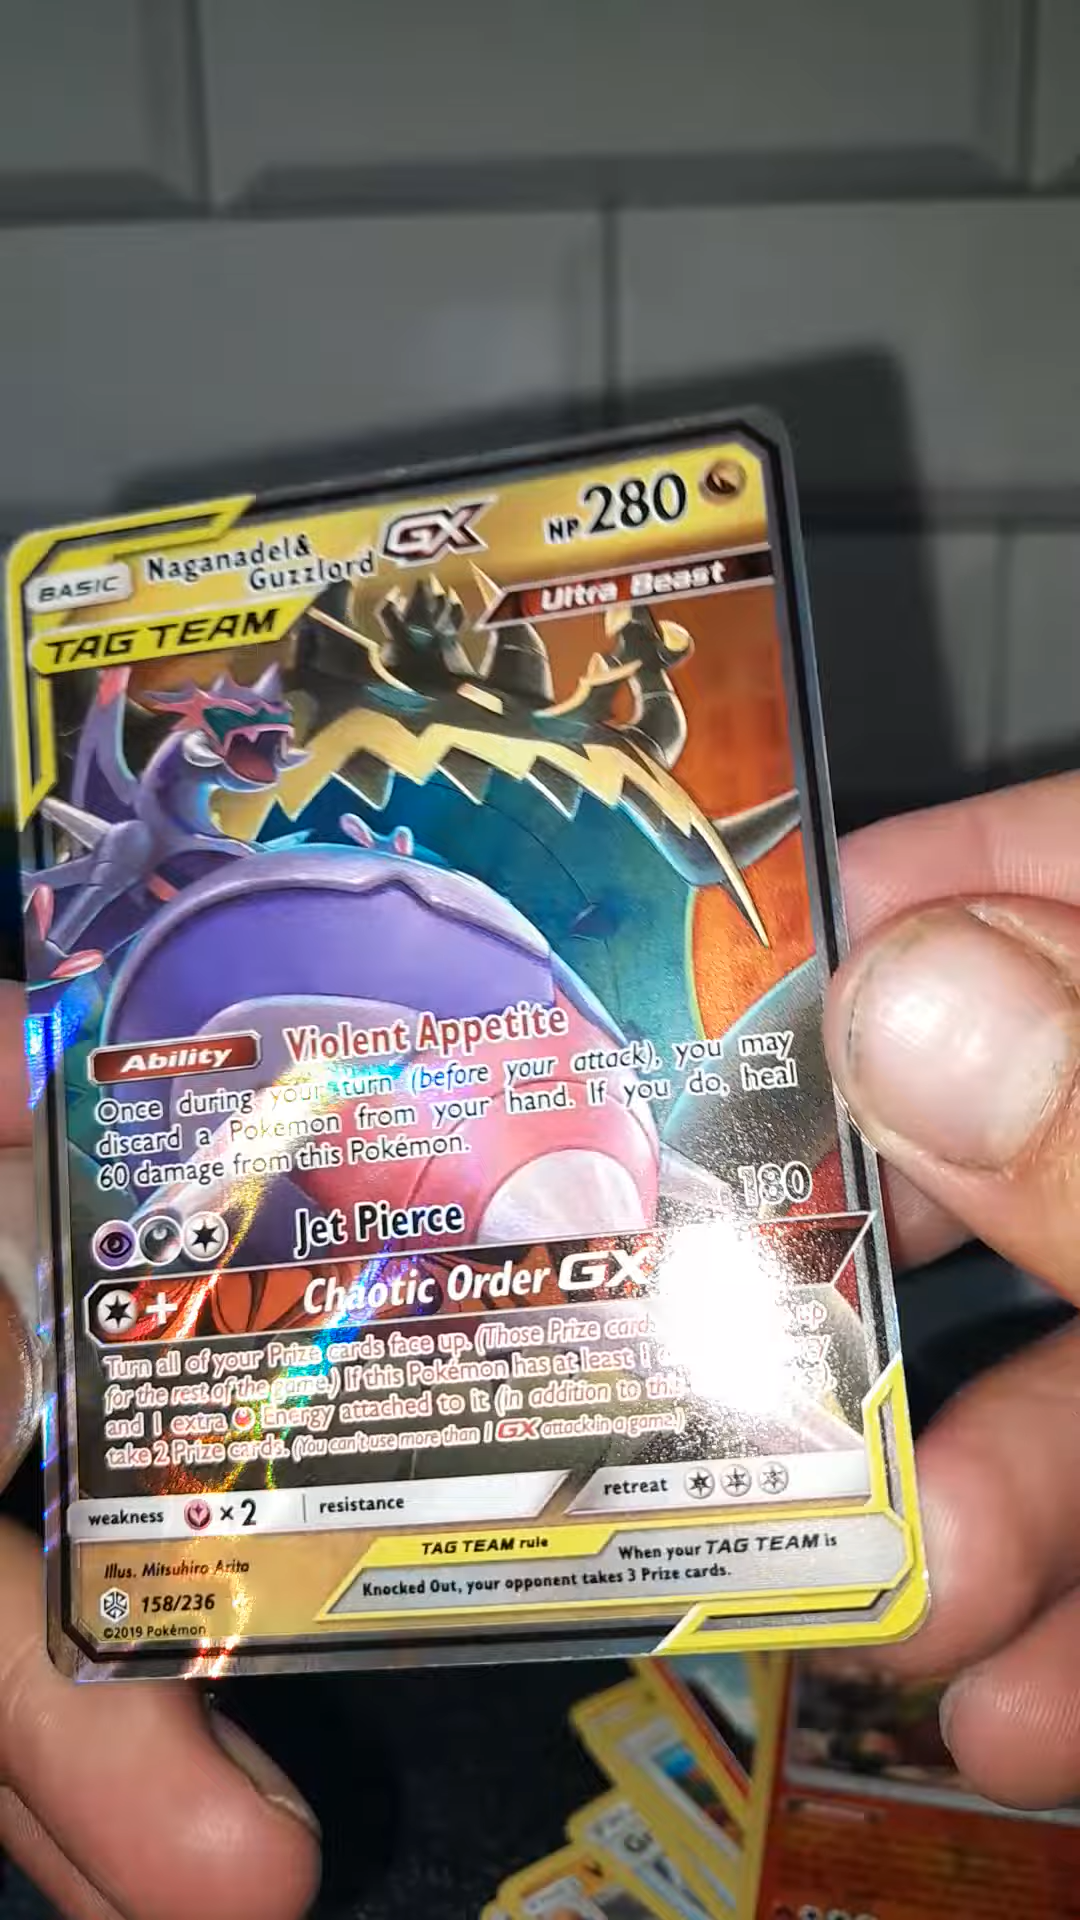 BASIC
Naganadel&
Guzzlord GX
NP 280
TAG TEAM
Ultra Beast
Ability Violent Appetite
Once during your turn (before your attack), you may
discard a Pokémon from your hand. If you do, heal
60 damage from this Pokémon.
Jet Pierce 180
+ Chaotic Order GX
Turn all of your Prize cards face up. (Those Prize cards
for the rest of the game.) If this Pokémon has at least 1
and 1 extra Energy attached to it (in addition to
take 2 Prize cards. (You can't use more than 1 GX attack in a game.)
weakness ×2 resistance
retreat
Illus. Mitsuhiro Arita
158/236
©2019 Pokémon
TAG TEAM rule
When your TAG TEAM is
Knocked Out, your opponent takes 3 Prize cards.